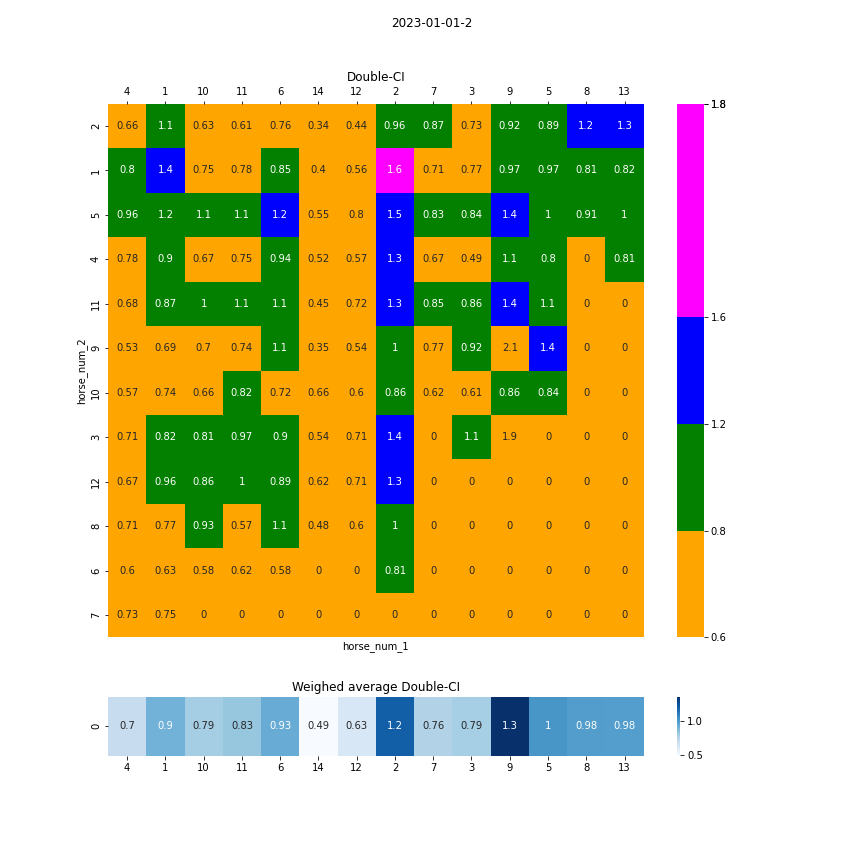 2023-01-01-2
Double-CI
4 1 10 11 6 14 12 2 7 3 9 5 8 13
2 0.66 1.1 0.63 0.61 0.76 0.34 0.44 0.96 0.87 0.73 0.92 0.89 1.2 1.3
1 0.8 1.4 0.75 0.78 0.85 0.4 0.56 1.6 0.71 0.77 0.97 0.97 0.81 0.82
5 0.96 1.2 1.1 1.1 1.2 0.55 0.8 1.5 0.83 0.84 1.4 1 0.91 1
4 0.78 0.9 0.67 0.75 0.94 0.52 0.57 1.3 0.67 0.49 1.1 0.8 0 0.81
11 0.68 0.87 1 1.1 1.1 0.45 0.72 1.3 0.85 0.86 1.4 1.1 0 0
9 0.53 0.69 0.7 0.74 1.1 0.35 0.54 1 0.77 0.92 2.1 1.4 0 0
10 0.57 0.74 0.66 0.82 0.72 0.66 0.6 0.86 0.62 0.61 0.86 0.84 0 0
3 0.71 0.82 0.81 0.97 0.9 0.54 0.71 1.4 0 1.1 1.9 0 0 0
12 0.67 0.96 0.86 1 0.89 0.62 0.71 1.3 0 0 0 0 0 0
8 0.71 0.77 0.93 0.57 1.1 0.48 0.6 1 0 0 0 0 0 0
6 0.6 0.63 0.58 0.62 0.58 0 0 0.81 0 0 0 0 0 0
7 0.73 0.75 0 0 0 0 0 0 0 0 0 0 0 0
horse_num_2
horse_num_1
1.8
1.6
1.2
0.8
0.6
Weighed average Double-CI
0 0.7 0.9 0.79 0.83 0.93 0.49 0.63 1.2 0.76 0.79 1.3 1 0.98 0.98
4 1 10 11 6 14 12 2 7 3 9 5 8 13
1.0
0.5